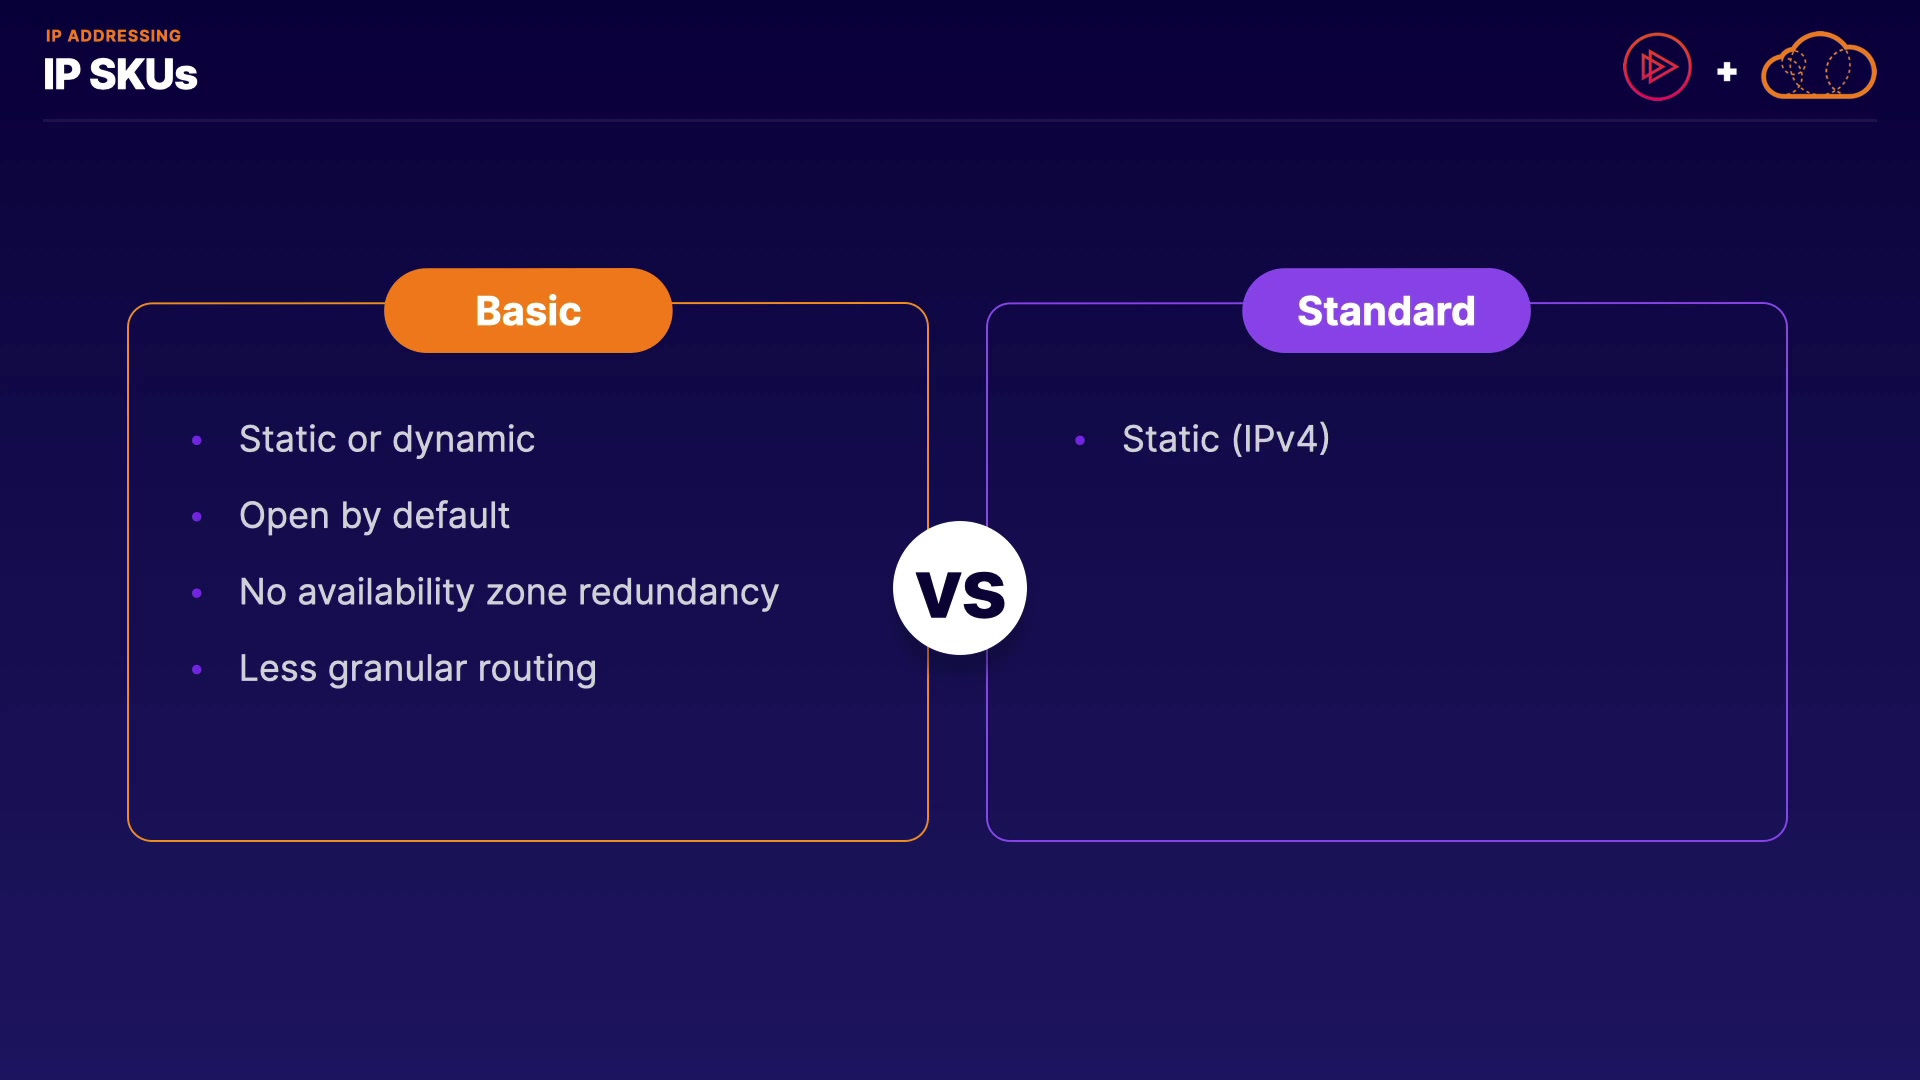 IP ADDRESSING
IP SKUs
Basic
Static or dynamic
Open by default
No availability zone redundancy
Less granular routing
VS
Standard
Static (IPv4)